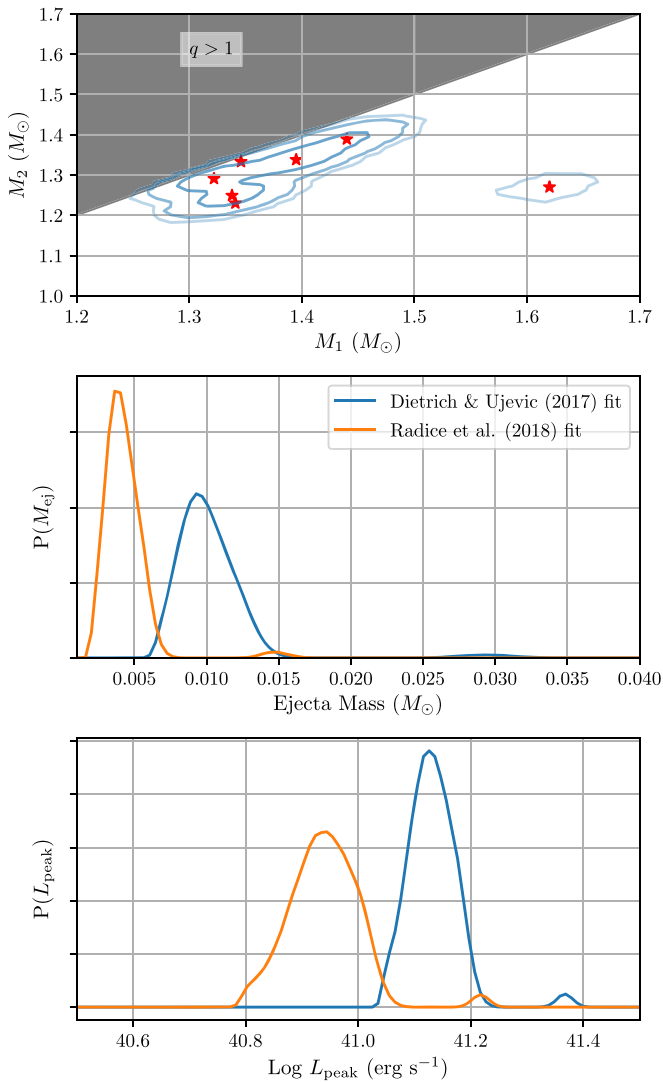 1.7
1.6
1.5
1.4
1.3
1.2
1.1
1.0
M₂ (M☉)
q > 1
1.2 1.3 1.4 1.5 1.6 1.7
M₁ (M☉)
P(Mₑⱼ)
Dietrich & Ujevic (2017) fit
Radice et al. (2018) fit
0.005 0.010 0.015 0.020 0.025 0.030 0.035 0.040
Ejecta Mass (M☉)
P(L_peak)
40.6 40.8 41.0 41.2 41.4
Log L_peak (erg s⁻¹)